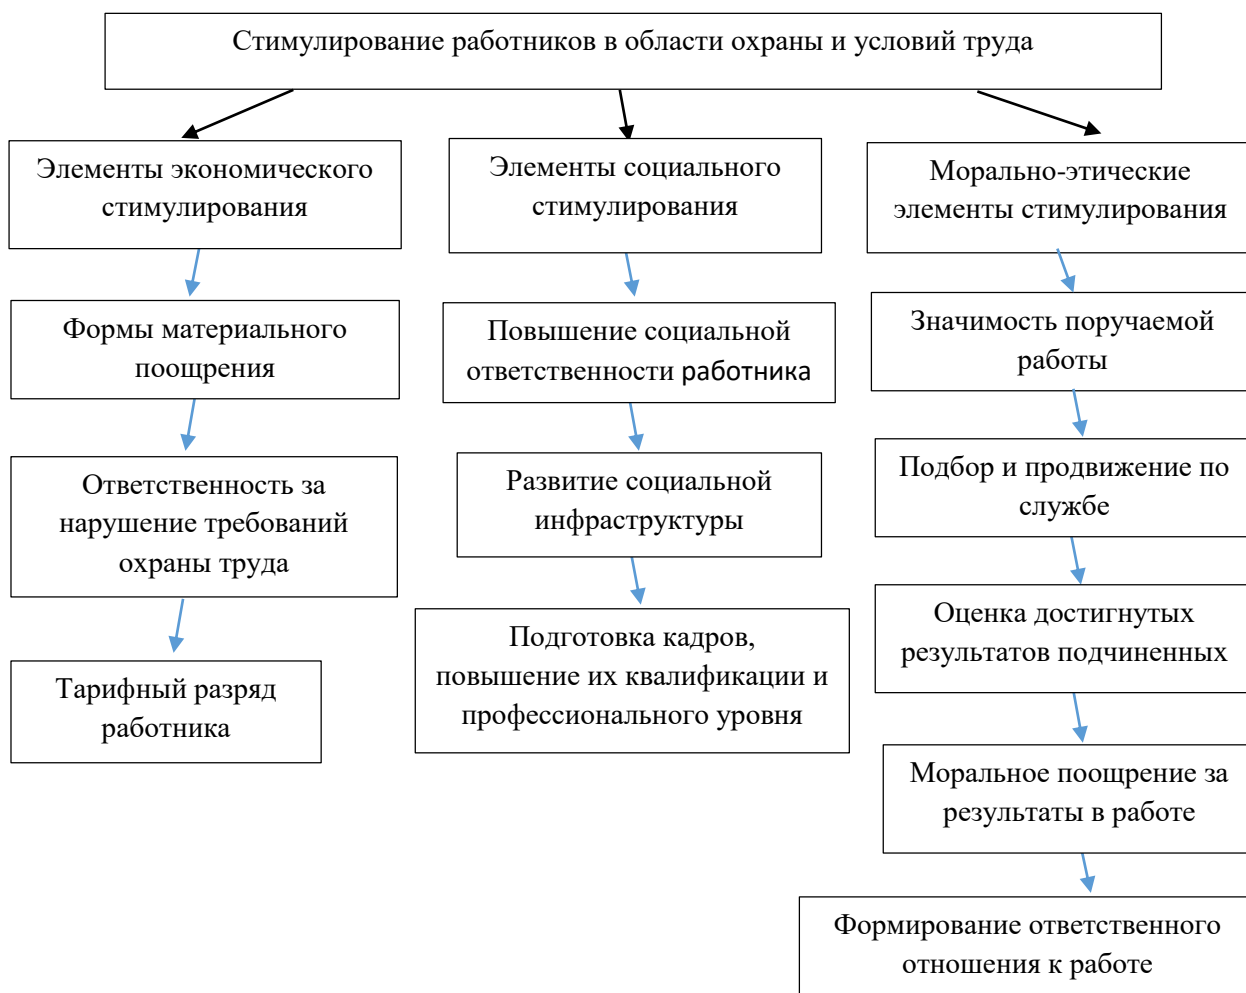 Стимулирование работников в области охраны и условий труда
Элементы экономического
стимулирования
Формы материального
поощрения
Ответственность за
нарушение требований
охраны труда
Тарифный разряд
работника
Элементы социального
стимулирования
Повышение социальной
ответственности работника
Развитие социальной
инфраструктуры
Подготовка кадров,
повышение их квалификации и
профессионального уровня
Морально-этические
элементы стимулирования
Значимость поручаемой
работы
Подбор и продвижение по
службе
Оценка достигнутых
результатов подчиненных
Моральное поощрение за
результаты в работе
Формирование ответственного
отношения к работе